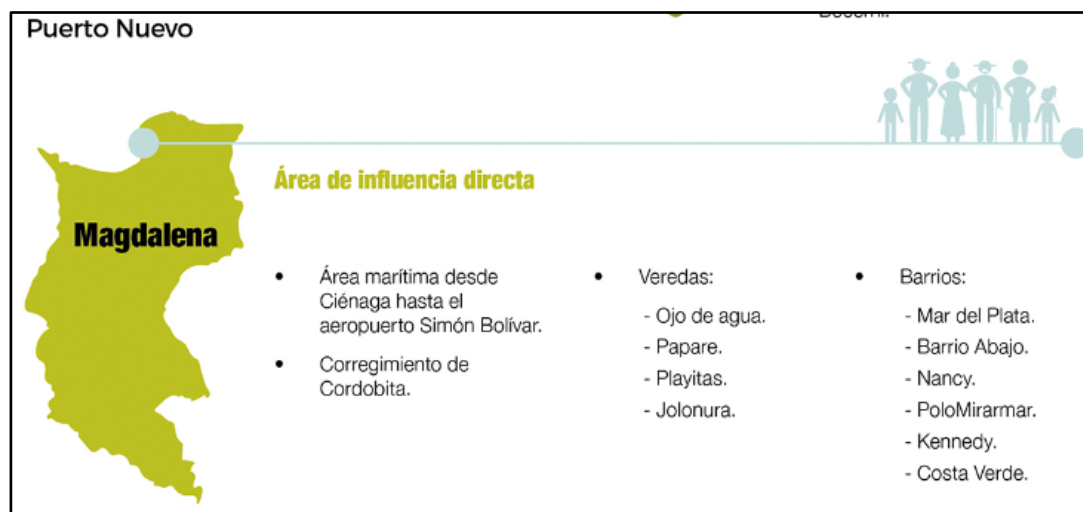 Puerto Nuevo
Área de influencia directa
Magdalena
• Área marítima desde
Ciénaga hasta el
aeropuerto Simón Bolívar.
• Corregimiento de
Cordobita.
• Veredas:
- Ojo de agua.
- Papare.
- Playitas.
- Jolonura.
• Barrios:
- Mar del Plata.
- Barrio Abajo.
- Nancy.
- PoloMirarmar.
- Kennedy.
- Costa Verde.